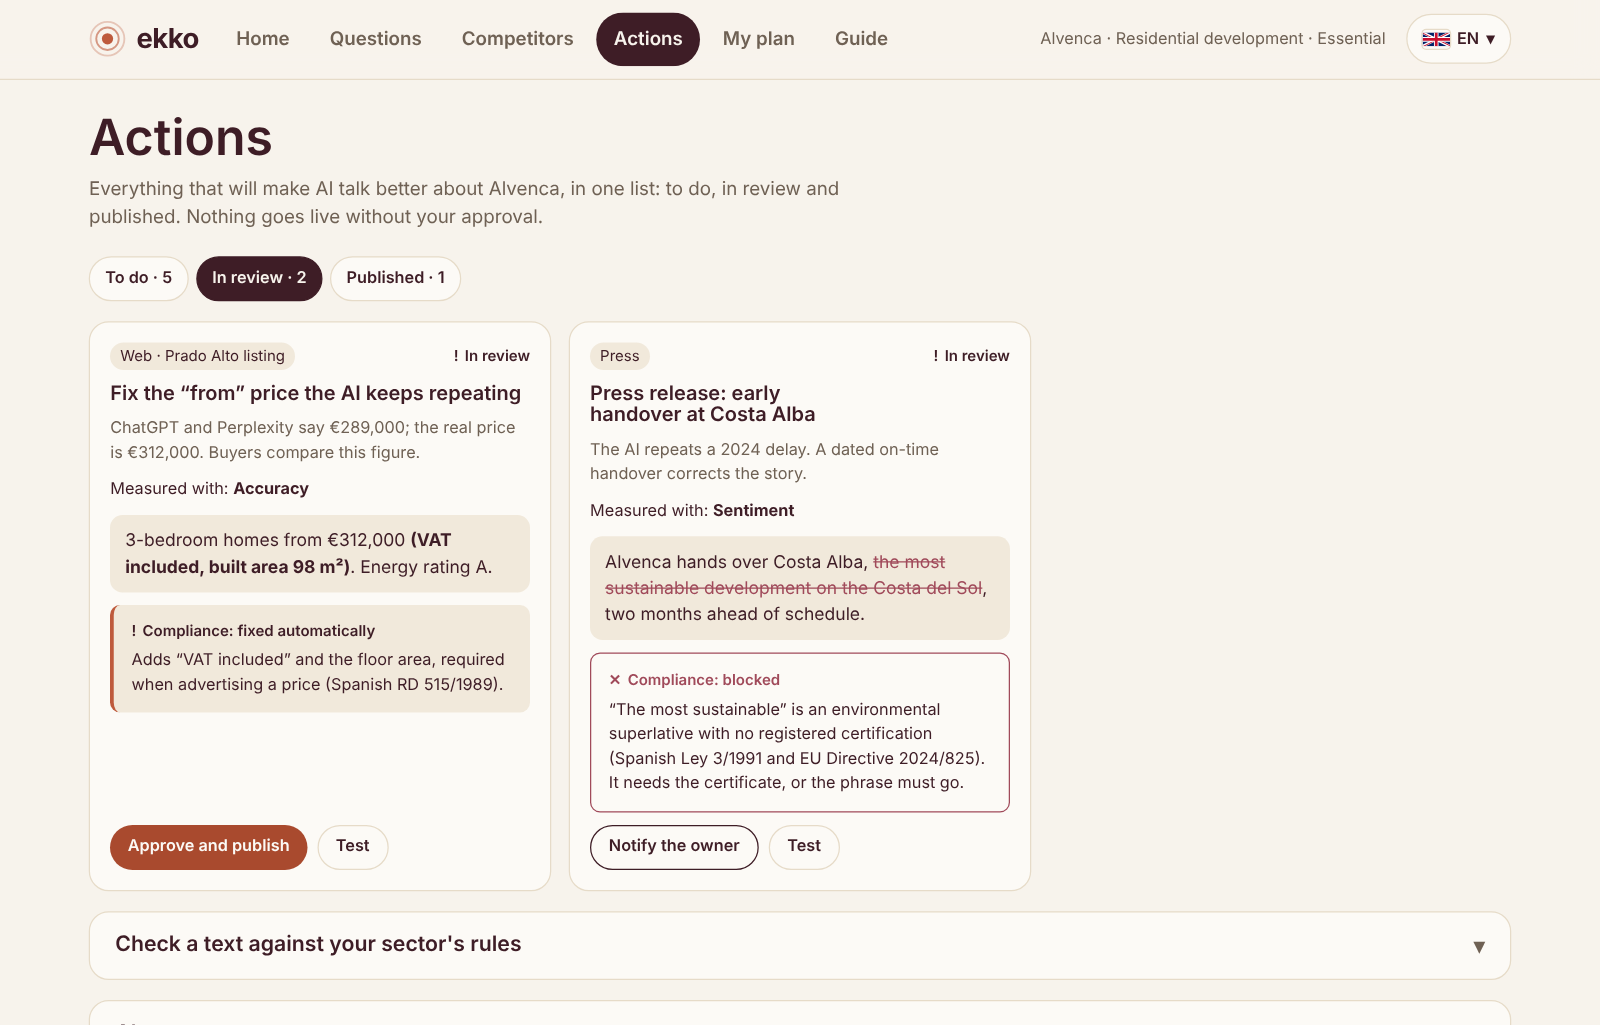 ekko
Home
Questions
Competitors
Actions
My plan
Guide
Alvenca · Residential development · Essential
EN ▼
Actions
Everything that will make AI talk better about Alvenca, in one list: to do, in review and
published. Nothing goes live without your approval.
To do · 5
In review · 2
Published · 1
Web · Prado Alto listing
! In review
Fix the “from” price the AI keeps repeating
ChatGPT and Perplexity say €289,000; the real price
is €312,000. Buyers compare this figure.
Measured with: Accuracy
3-bedroom homes from €312,000 (VAT
included, built area 98 m²). Energy rating A.
! Compliance: fixed automatically
Adds “VAT included” and the floor area, required
when advertising a price (Spanish RD 515/1989).
Approve and publish
Test
Press
! In review
Press release: early
handover at Costa Alba
The AI repeats a 2024 delay. A dated on-time
handover corrects the story.
Measured with: Sentiment
Alvenca hands over Costa Alba, the most
sustainable development on the Costa del Sol,
two months ahead of schedule.
✕ Compliance: blocked
“The most sustainable” is an environmental
superlative with no registered certification
(Spanish Ley 3/1991 and EU Directive 2024/825).
It needs the certificate, or the phrase must go.
Notify the owner
Test
Check a text against your sector's rules
▼